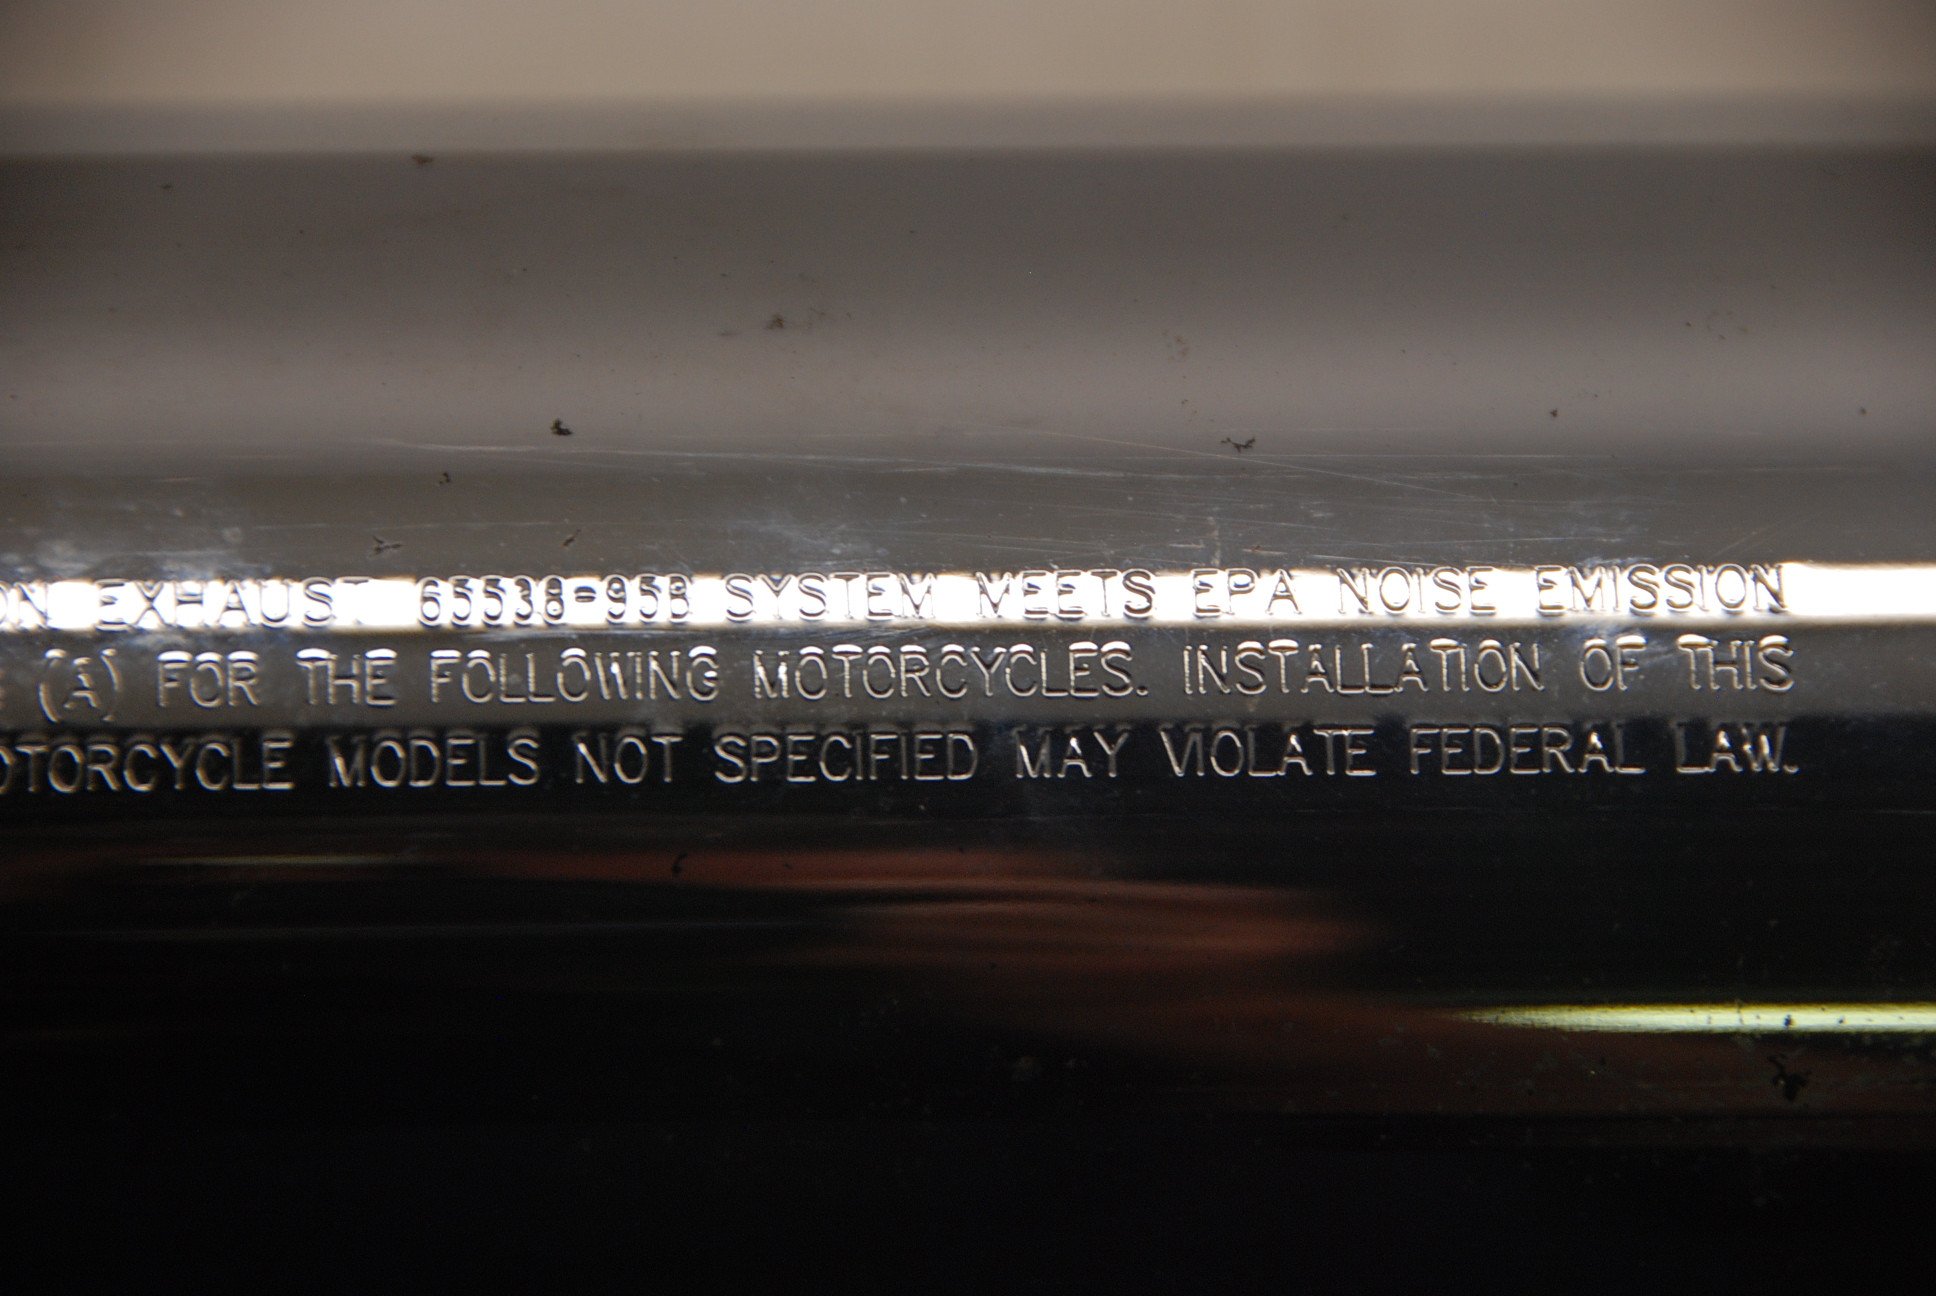 ON EXHAUST 65538-95B SYSTEM MEETS EPA NOISE EMISSION
(A) FOR THE FOLLOWING MOTORCYCLES. INSTALLATION OF THIS
OTORCYCLE MODELS NOT SPECIFIED MAY VIOLATE FEDERAL LAW.